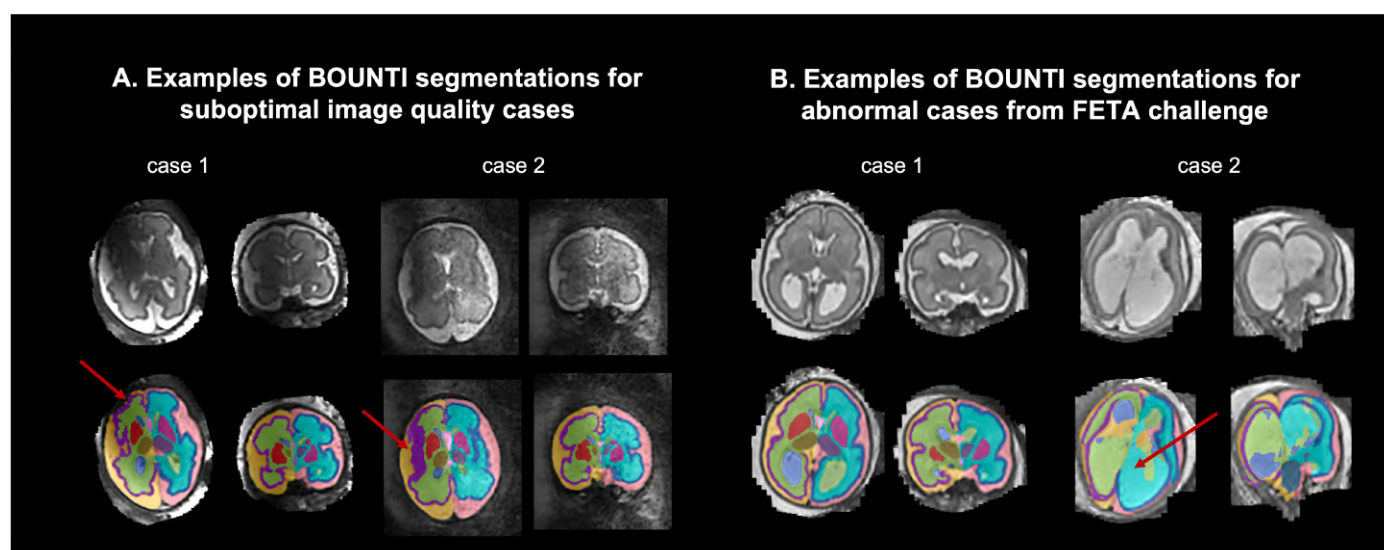 A. Examples of BOUNTI segmentations for
suboptimal image quality cases
case 1
case 2
B. Examples of BOUNTI segmentations for
abnormal cases from FETA challenge
case 1
case 2